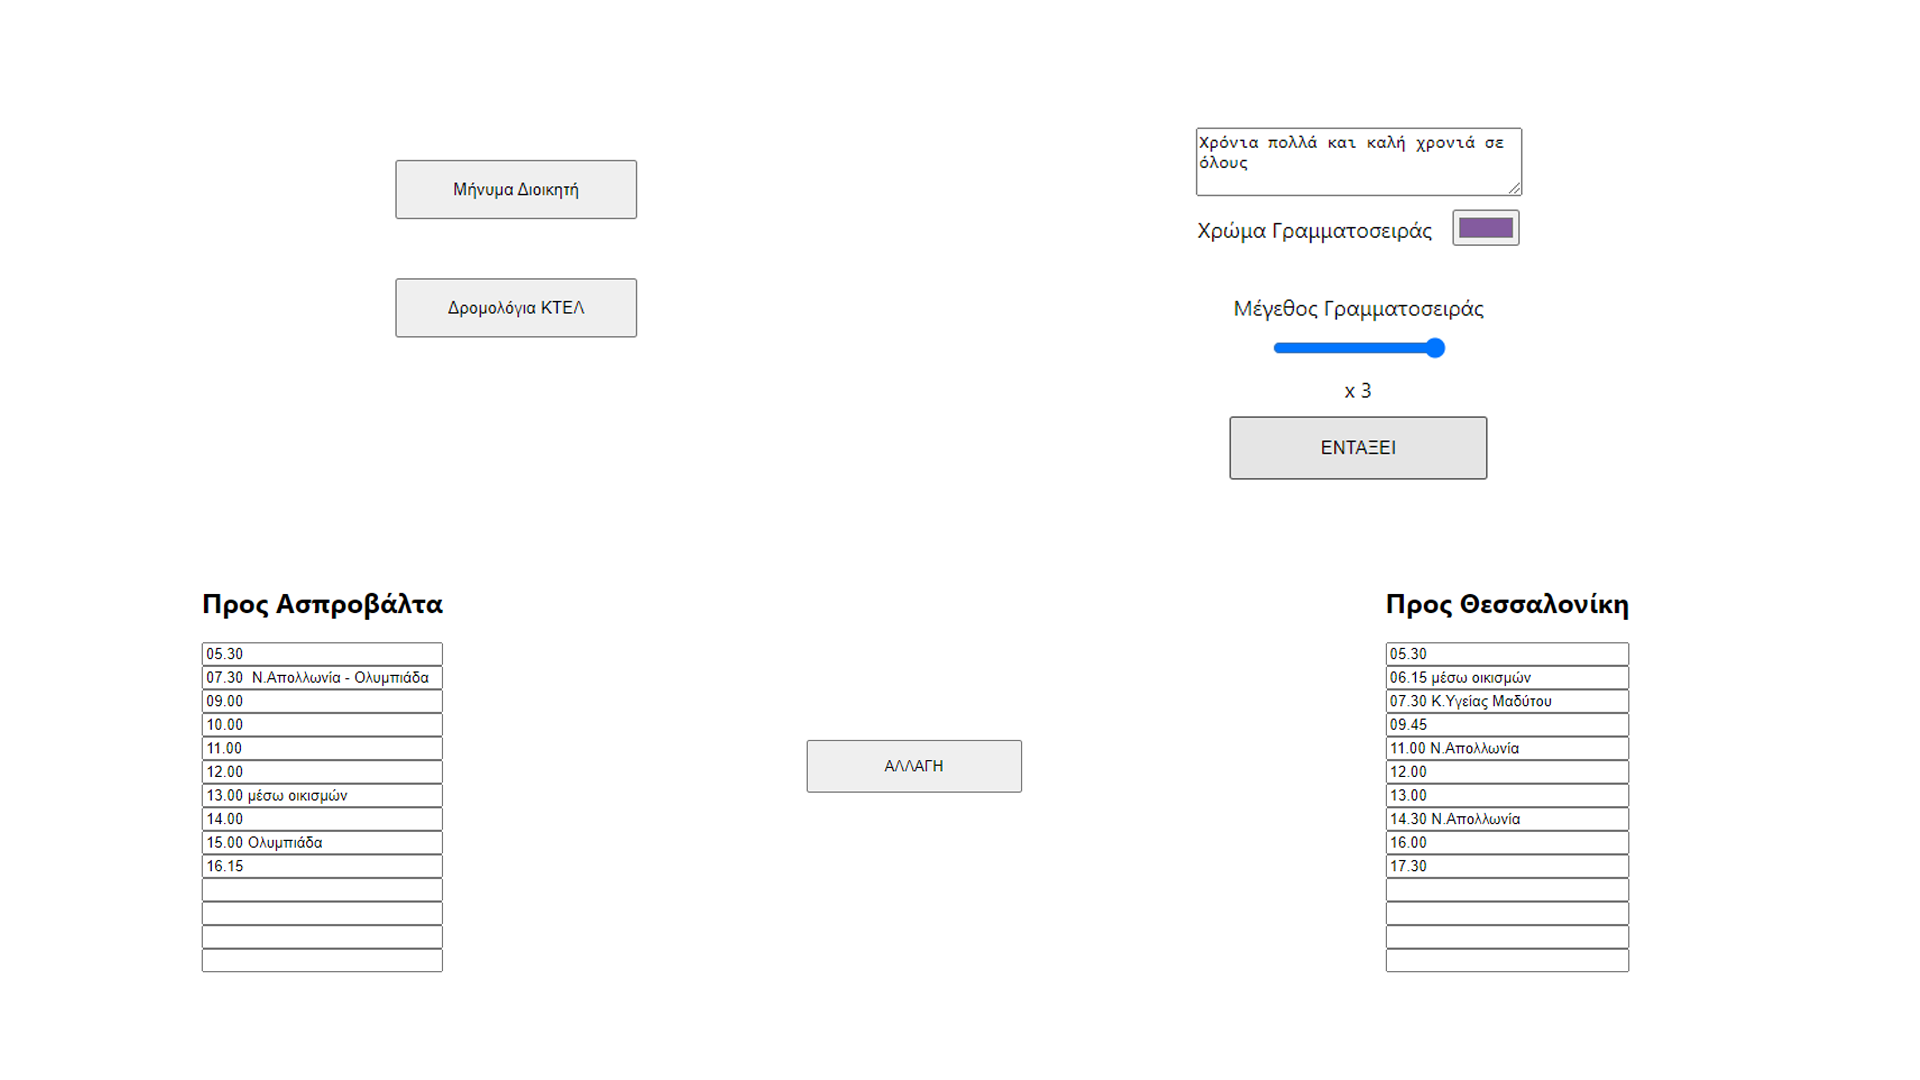 Μήνυμα Διοικητή
Δρομολόγια ΚΤΕΛ
Χρόνια πολλά και καλή χρονιά σε
όλους
Χρώμα Γραμματοσειράς
Μέγεθος Γραμματοσειράς
x 3
ΕΝΤΑΞΕΙ
Προς Ασπροβάλτα
05.30
07.30  Ν.Απολλωνία - Ολυμπιάδα
09.00
10.00
11.00
12.00
13.00 μέσω οικισμών
14.00
15.00 Ολυμπιάδα
16.15
ΑΛΛΑΓΗ
Προς Θεσσαλονίκη
05.30
06.15 μέσω οικισμών
07.30 Κ.Υγείας Μαδύτου
09.45
11.00 Ν.Απολλωνία
12.00
13.00
14.30 Ν.Απολλωνία
16.00
17.30